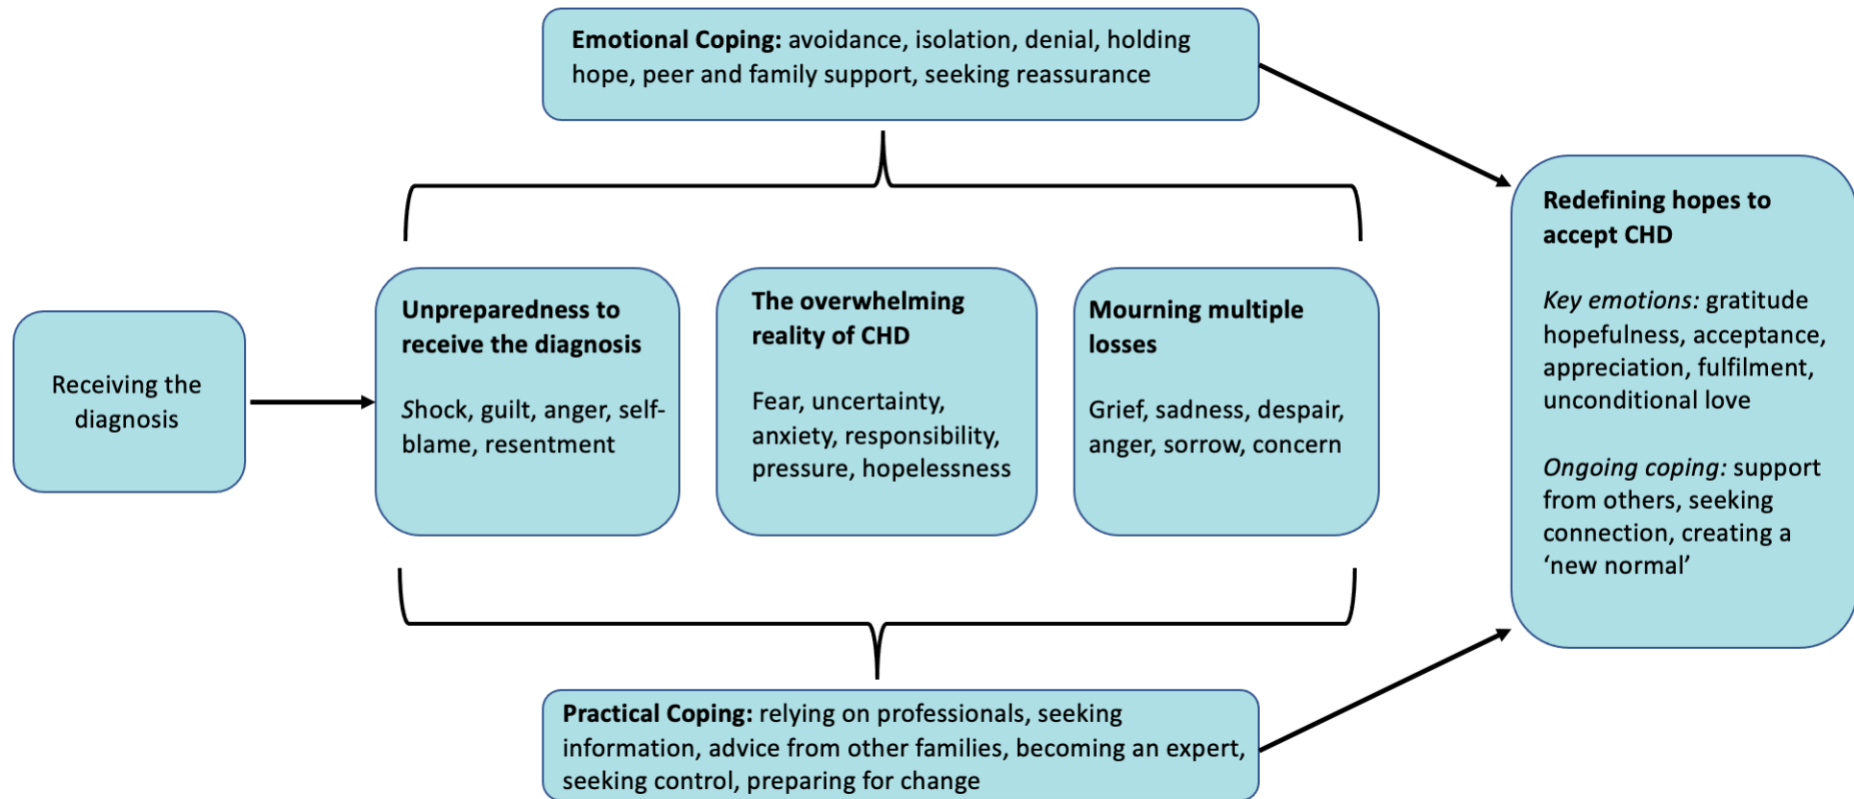 Emotional Coping: avoidance, isolation, denial, holding
hope, peer and family support, seeking reassurance
Receiving the
diagnosis
Unpreparedness to
receive the diagnosis
Shock, guilt, anger, self-
blame, resentment
The overwhelming
reality of CHD
Fear, uncertainty,
anxiety, responsibility,
pressure, hopelessness
Mourning multiple
losses
Grief, sadness, despair,
anger, sorrow, concern
Practical Coping: relying on professionals, seeking
information, advice from other families, becoming an expert,
seeking control, preparing for change
Redefining hopes to
accept CHD
Key emotions: gratitude
hopefulness, acceptance,
appreciation, fulfilment,
unconditional love
Ongoing coping: support
from others, seeking
connection, creating a
‘new normal’